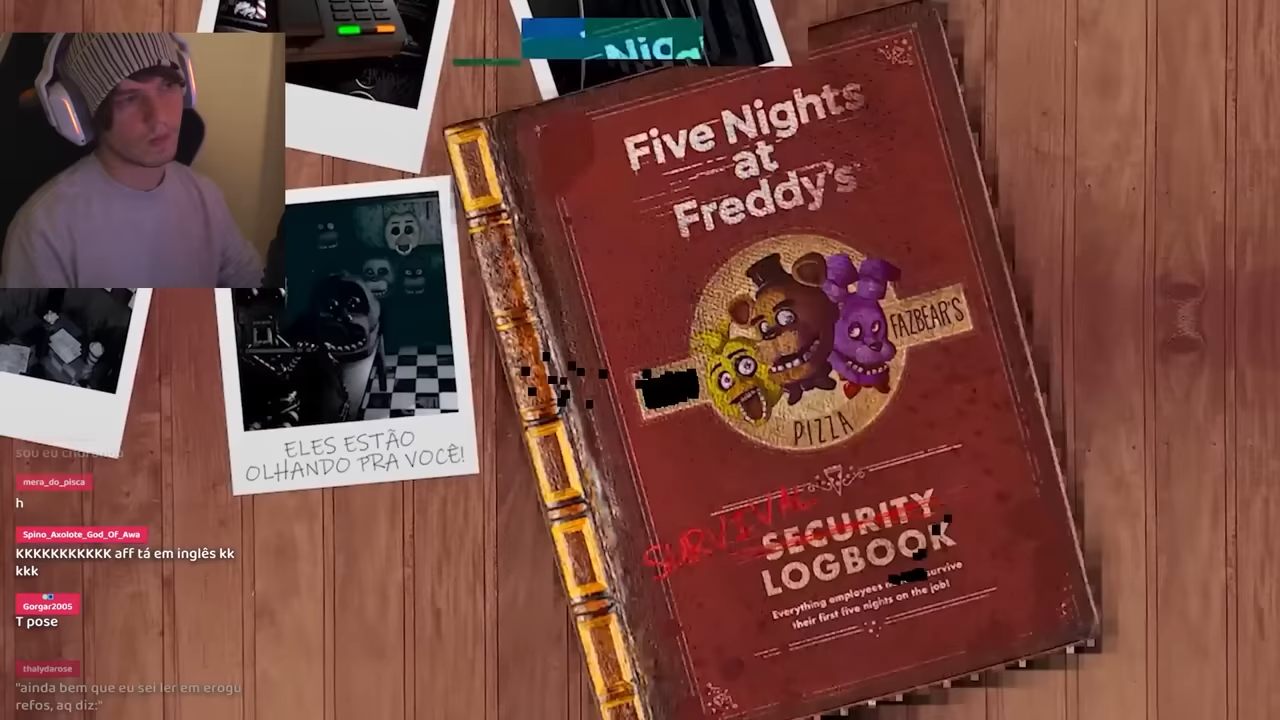 Five Nights
at
Freddy's
FAZBEAR'S
PIZZA
SURVIVAL
SECURITY
LOGBOOK
Everything employees survive
their first five nights on the job!
ELES ESTÃO
OLHANDO PRA VOCÊ!
sou eu
mera_do_pisca
h
Spino_Axolote_God_Of_Awa
KKKKKKKKKKK aff tá em inglês kk
kkk
Gorgar2005
T pose
thalydarose
"ainda bem que eu sei ler em erogu
refos, aq diz:"